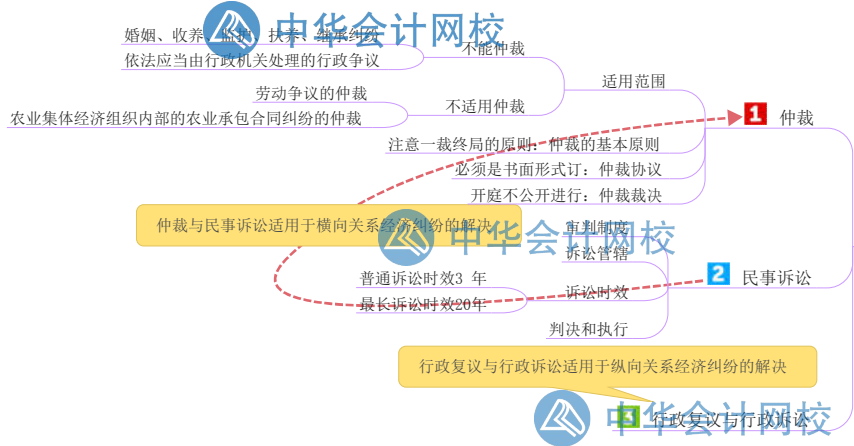 中华会计网校
婚姻、收养、监护、扶养、继承纠纷
不能仲裁
依法应当由行政机关处理的行政争议
适用范围
劳动争议的仲裁
不适用仲裁
农业集体经济组织内部的农业承包合同纠纷的仲裁
1 仲裁
注意一裁终局的原则：仲裁的基本原则
必须是书面形式订：仲裁协议
开庭不公开进行：仲裁裁决
仲裁与民事诉讼适用于横向关系经济纠纷的解决
中华会计网校
审判制度
诉讼管辖
2 民事诉讼
普通诉讼时效3 年
诉讼时效
最长诉讼时效20年
判决和执行
行政复议与行政诉讼适用于纵向关系经济纠纷的解决
中华会计网校
3 行政复议与行政诉讼